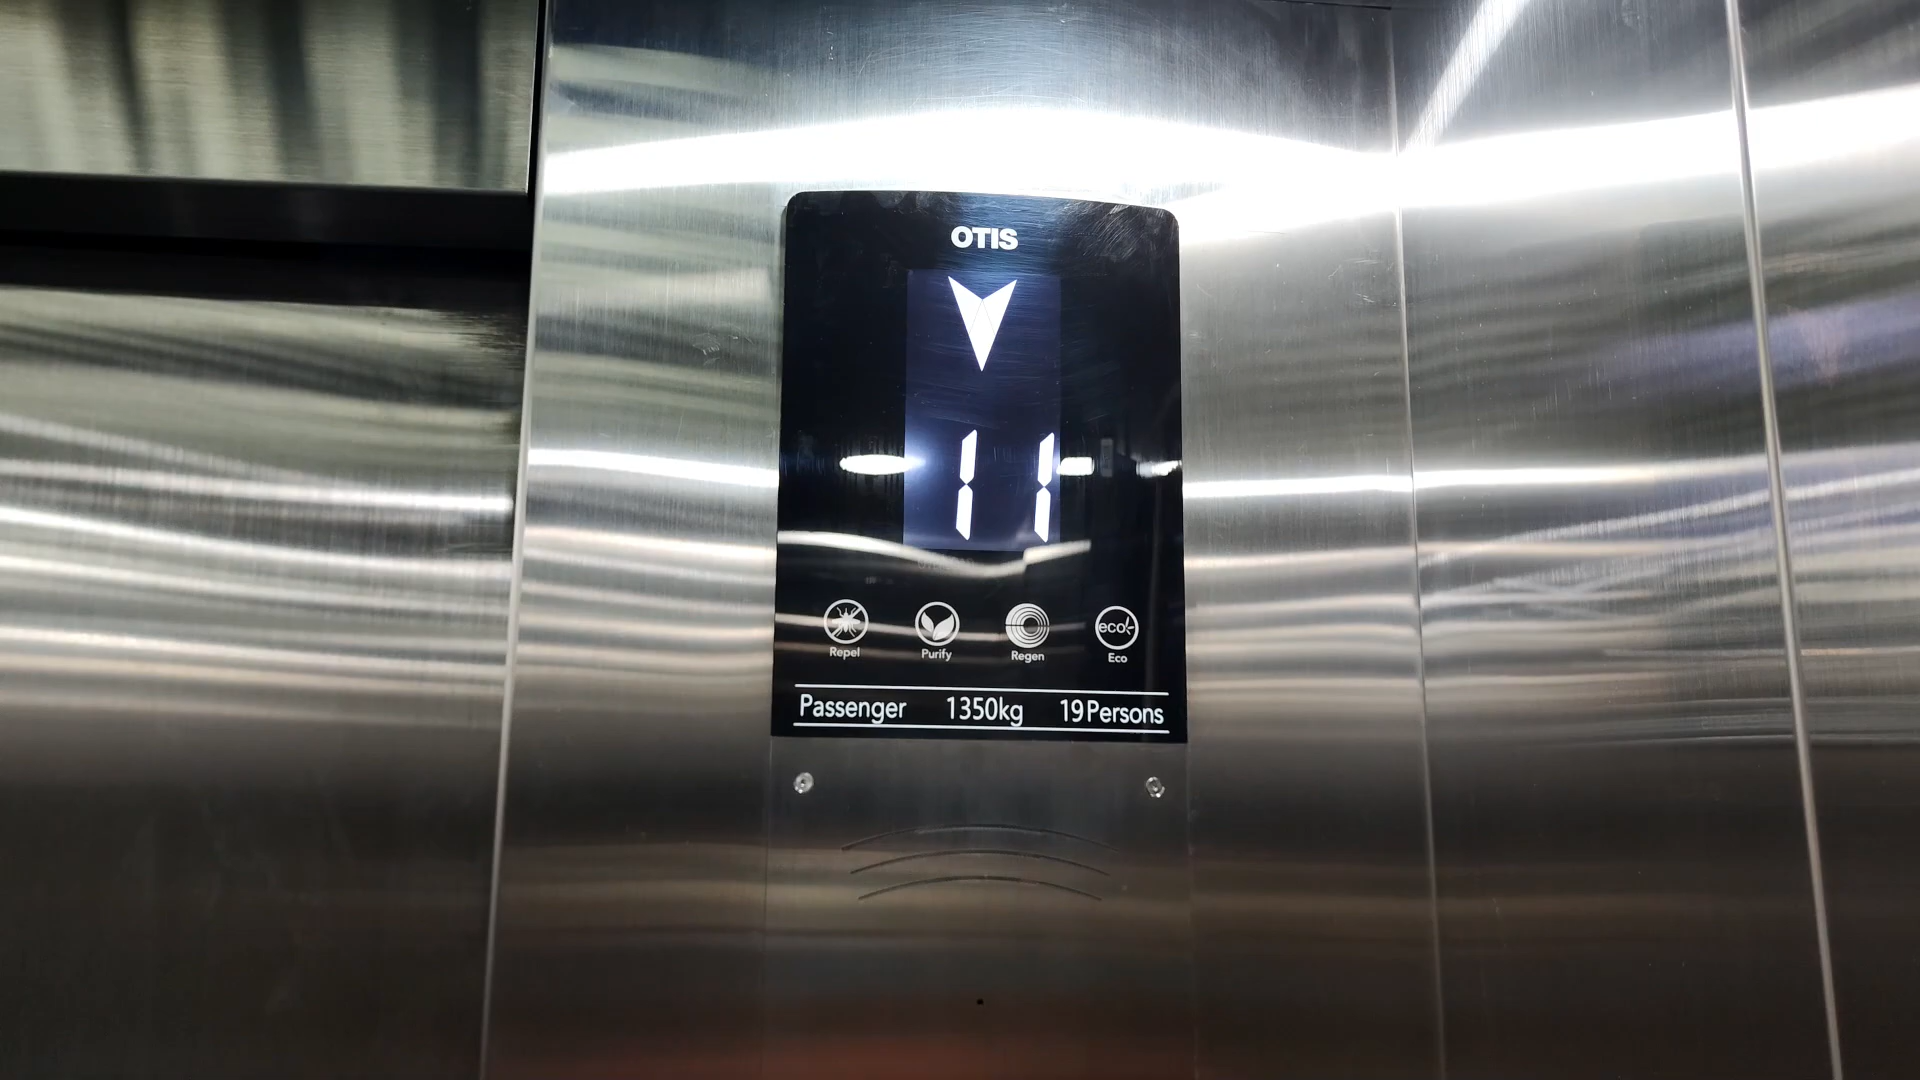 OTIS
11
Repel Purify Regen eco Eco
Passenger 1350kg 19Persons